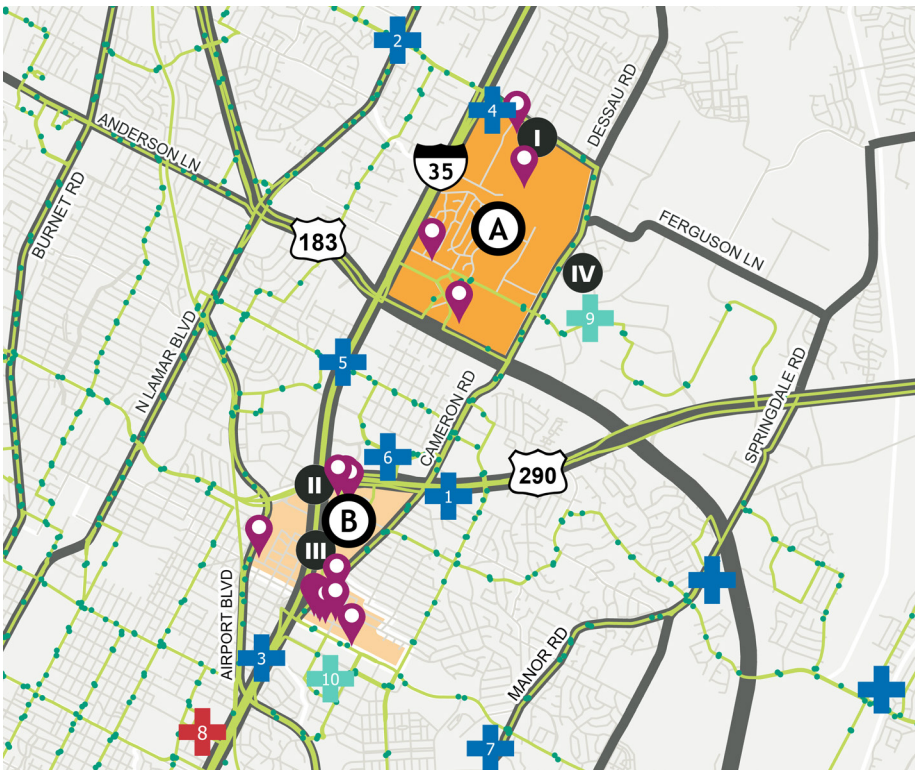 2
4
DESSAU RD
I
ANDERSON LN
35
BURNET RD
A
FERGUSON LN
183
IV
9
N LAMAR BLVD
5
CAMERON RD
SPRINGDALE RD
6
290
II
1
B
III
AIRPORT BLVD
3
MANOR RD
10
8
7